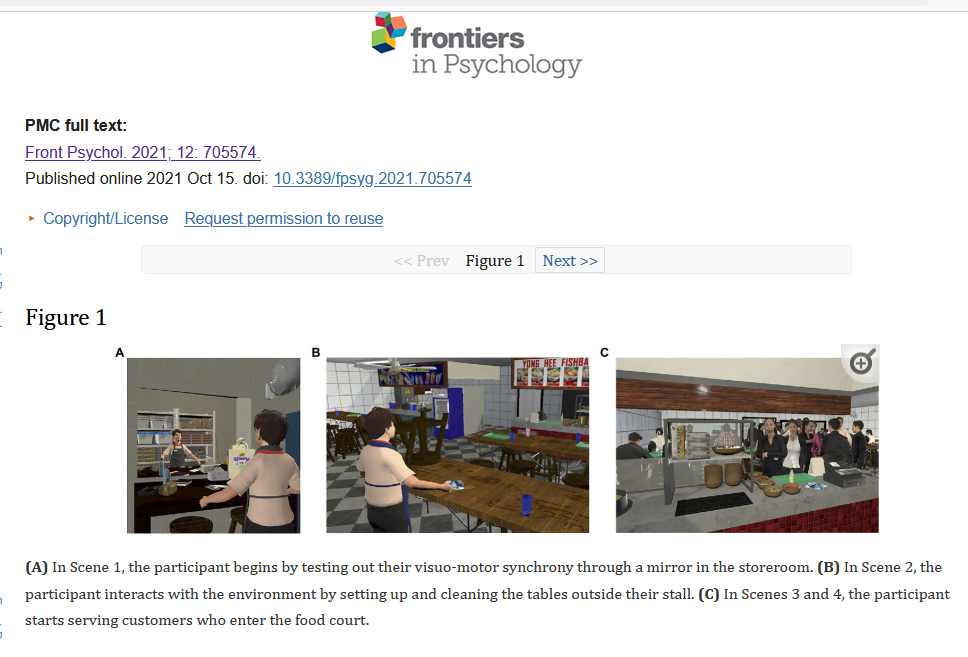 frontiers
in Psychology
PMC full text:
Front Psychol. 2021; 12: 705574.
Published online 2021 Oct 15. doi: 10.3389/fpsyg.2021.705574
▸ Copyright/License Request permission to reuse
<< Prev Figure 1 Next >>
Figure 1
A B C
YONG HEE FISHBA
(A) In Scene 1, the participant begins by testing out their visuo-motor synchrony through a mirror in the storeroom. (B) In Scene 2, the
participant interacts with the environment by setting up and cleaning the tables outside their stall. (C) In Scenes 3 and 4, the participant
starts serving customers who enter the food court.